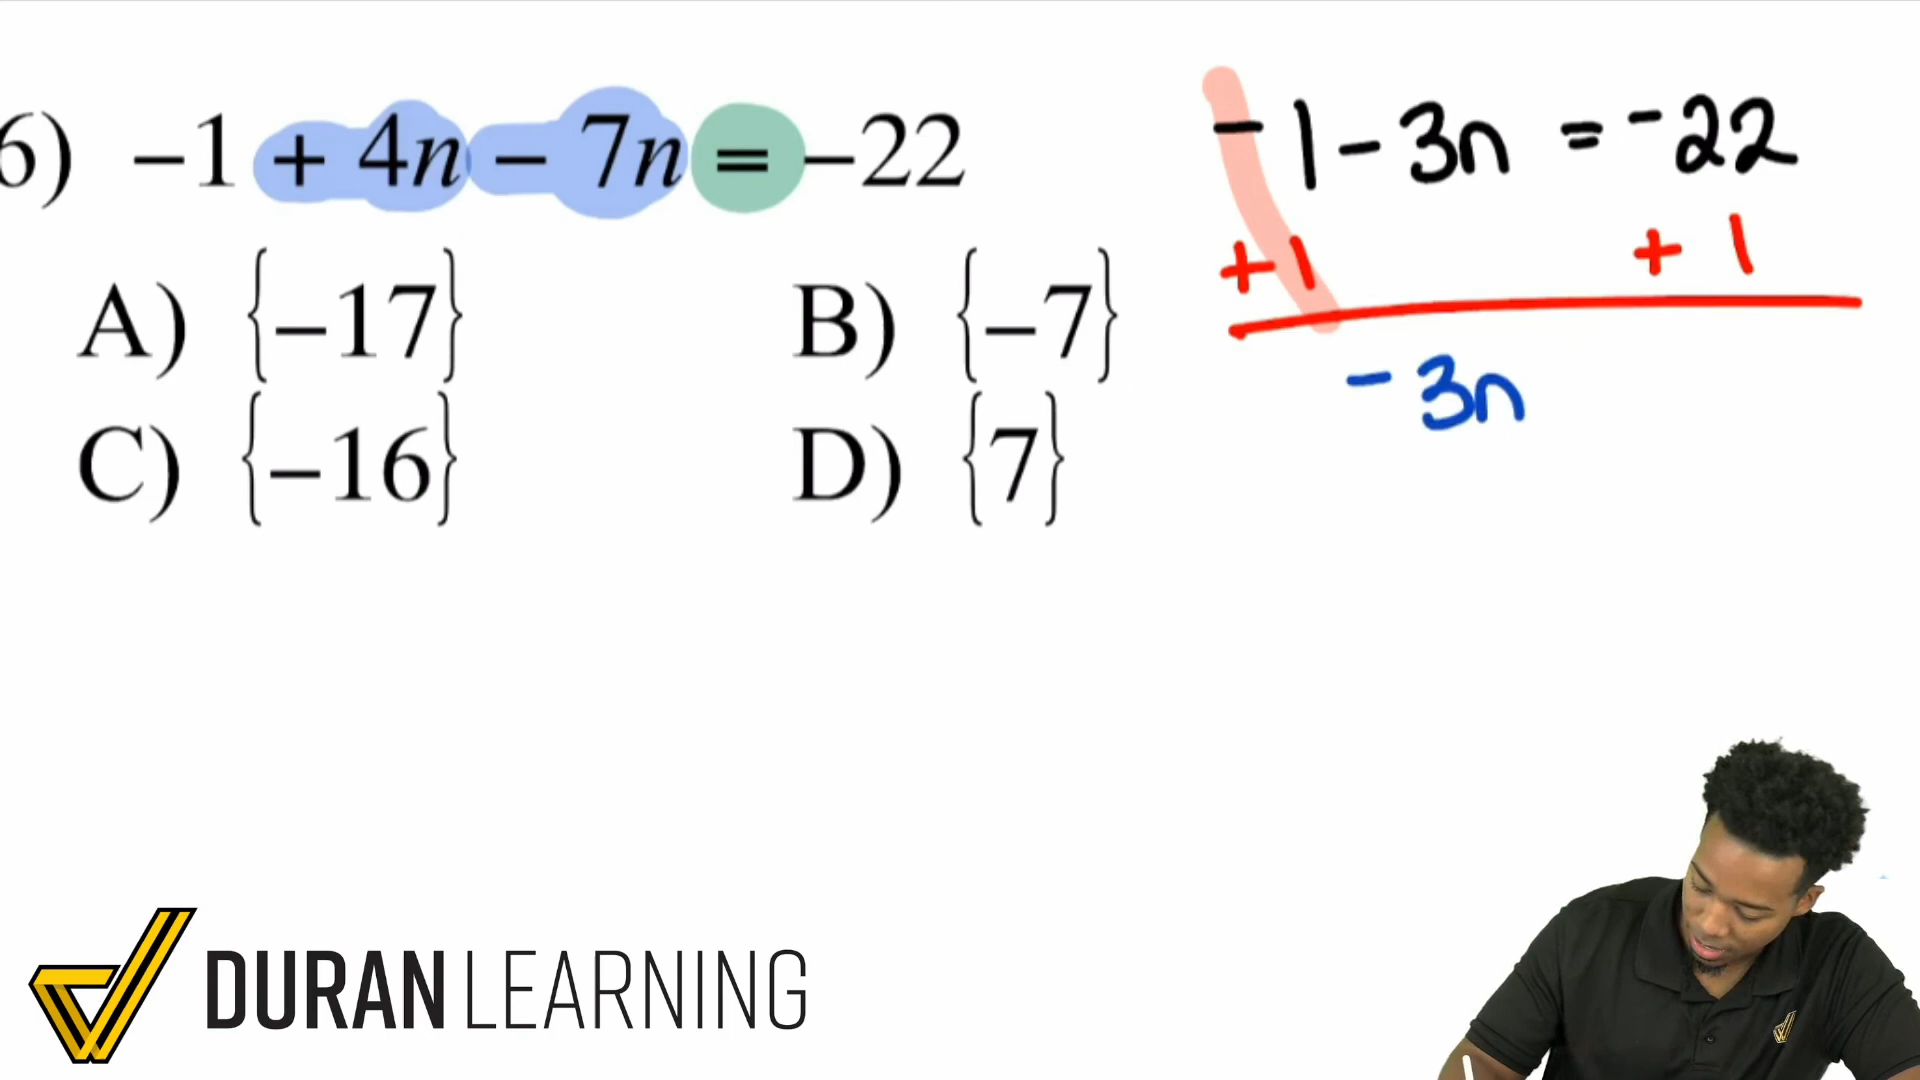 6) −1 + 4n − 7n = −22
A) {−17}
B) {−7}
C) {−16}
D) {7}
-1 - 3n = -22
+1 + 1
-3n
DURAN LEARNING